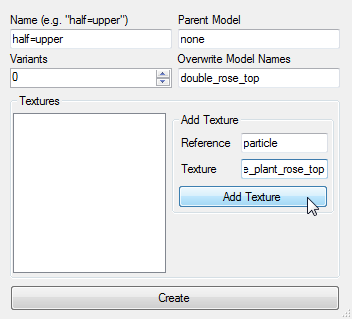 Name (e.g. "half=upper") Parent Model
half=upper none
Variants Overwrite Model Names
0 double_rose_top
Textures
Add Texture
Reference particle
Texture e_plant_rose_top
Add Texture
Create